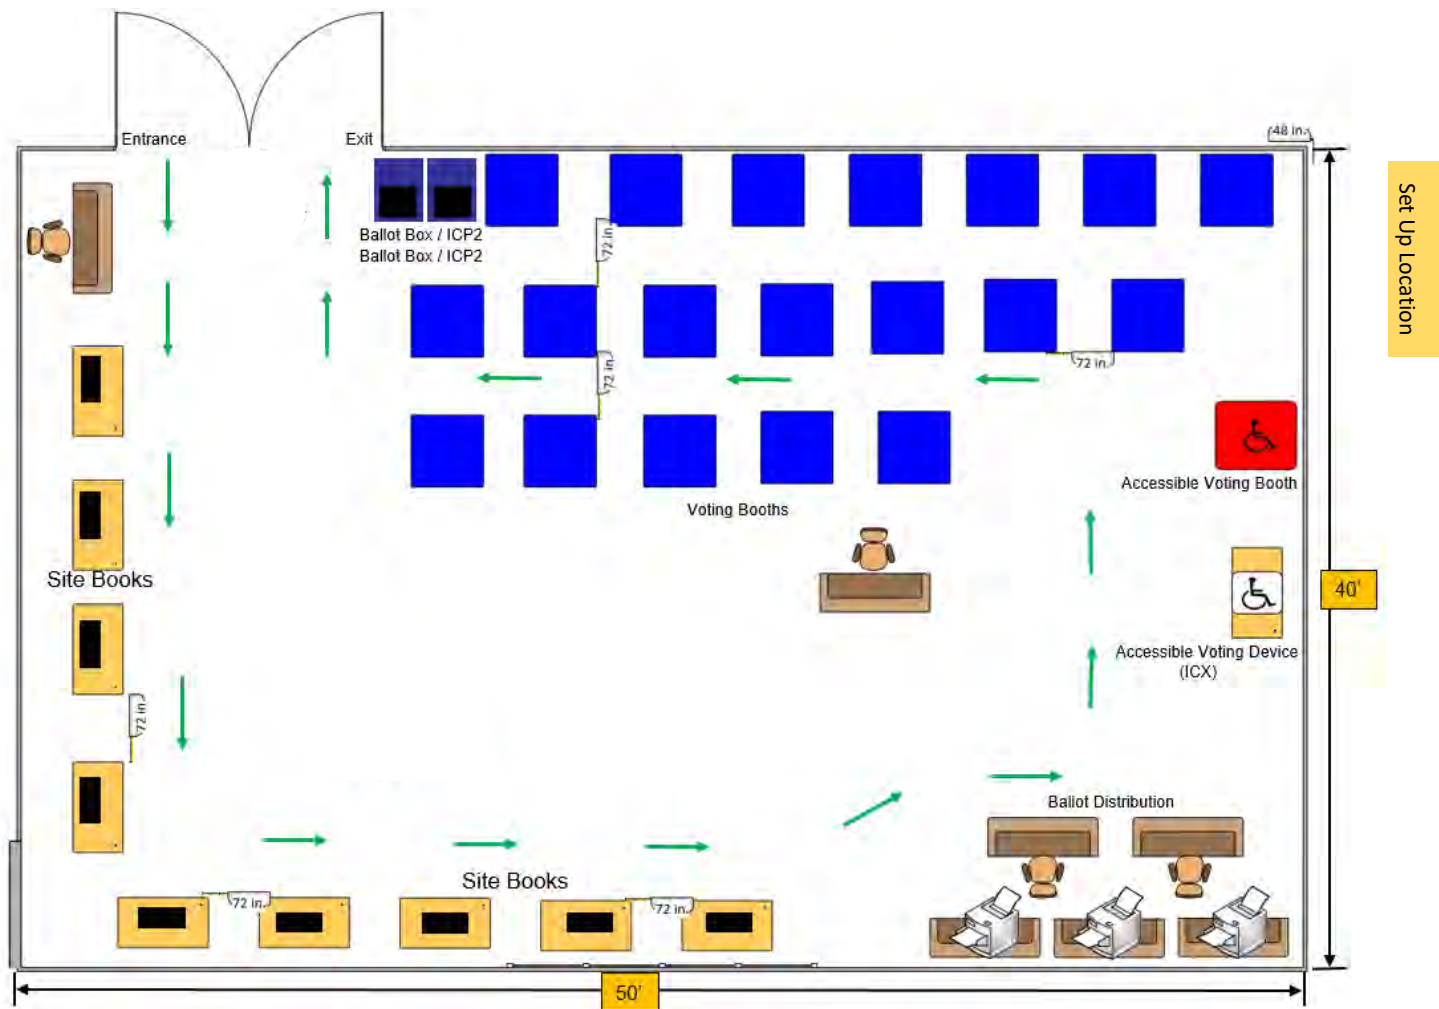 Entrance
Exit
48 in.
Set Up Location
Ballot Box / ICP2
Ballot Box / ICP2
72 in.
72 in.
72 in.
Accessible Voting Booth
Voting Booths
Site Books
40'
Accessible Voting Device
(ICX)
72 in.
Ballot Distribution
Site Books
72 in.
72 in.
50'